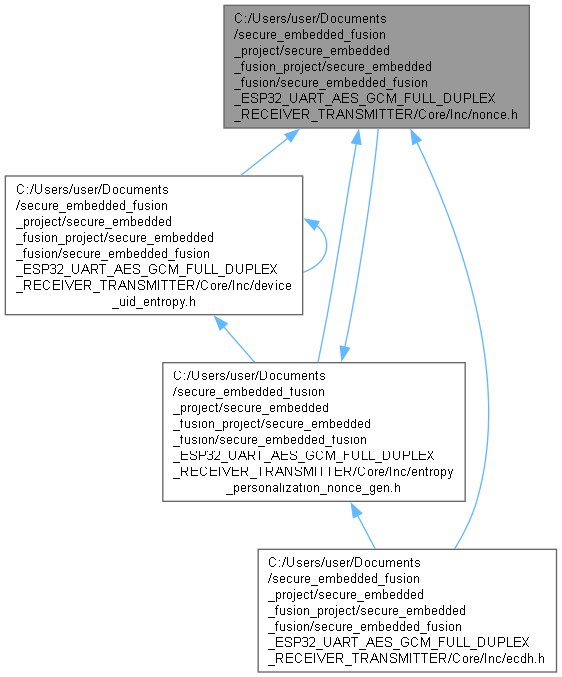 C:/Users/user/Documents
/secure_embedded_fusion
_project/secure_embedded
_fusion_project/secure_embedded
_fusion/secure_embedded_fusion
_ESP32_UART_AES_GCM_FULL_DUPLEX
_RECEIVER_TRANSMITTER/Core/Inc/nonce.h
C:/Users/user/Documents
/secure_embedded_fusion
_project/secure_embedded
_fusion_project/secure_embedded
_fusion/secure_embedded_fusion
_ESP32_UART_AES_GCM_FULL_DUPLEX
_RECEIVER_TRANSMITTER/Core/Inc/device
_uid_entropy.h
C:/Users/user/Documents
/secure_embedded_fusion
_project/secure_embedded
_fusion_project/secure_embedded
_fusion/secure_embedded_fusion
_ESP32_UART_AES_GCM_FULL_DUPLEX
_RECEIVER_TRANSMITTER/Core/Inc/entropy
_personalization_nonce_gen.h
C:/Users/user/Documents
/secure_embedded_fusion
_project/secure_embedded
_fusion_project/secure_embedded
_fusion/secure_embedded_fusion
_ESP32_UART_AES_GCM_FULL_DUPLEX
_RECEIVER_TRANSMITTER/Core/Inc/ecdh.h